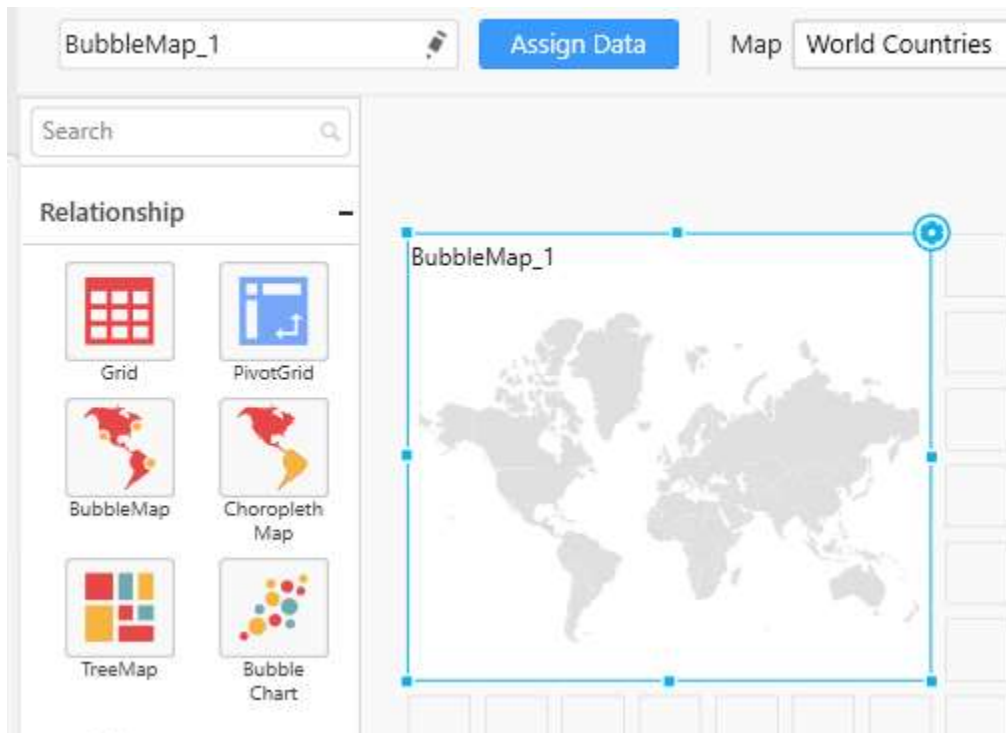 BubbleMap_1
Assign Data
Map
World Countries
Search
Relationship
Grid
PivotGrid
BubbleMap
Choropleth
Map
TreeMap
Bubble
Chart
BubbleMap_1